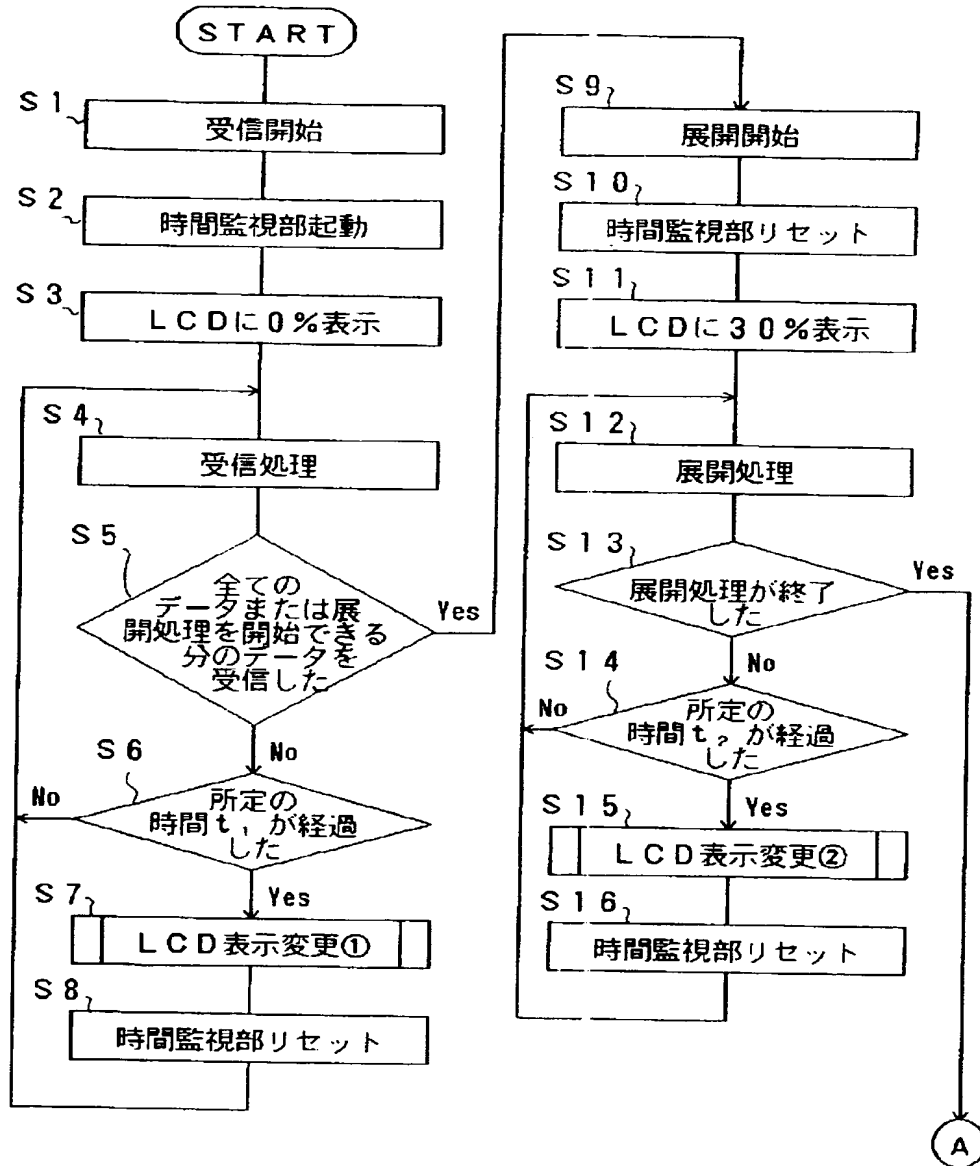 START
S1
受信開始
S2
時間監視部起動
S3
LCDに0%表示
S4
受信処理
S5
全ての
データまたは展
開処理を開始できる
分のデータを
受信した
Yes
No
S6
所定の
時間t₁が経過
した
No
Yes
S7
LCD表示変更①
S8
時間監視部リセット
S9
展開開始
S10
時間監視部リセット
S11
LCDに30%表示
S12
展開処理
S13
展開処理が終了
した
Yes
No
S14
所定の
時間t₂が経過
した
No
Yes
S15
LCD表示変更②
S16
時間監視部リセット
A